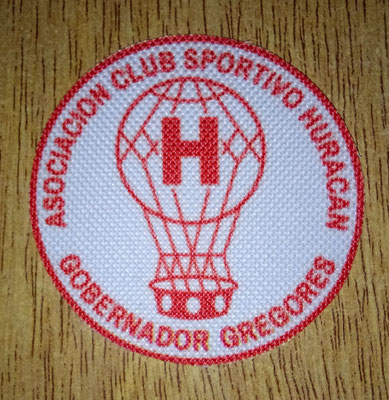 ASOCIACION CLUB SPORTIVO HURACAN
H
GOBERNADOR GREGORES